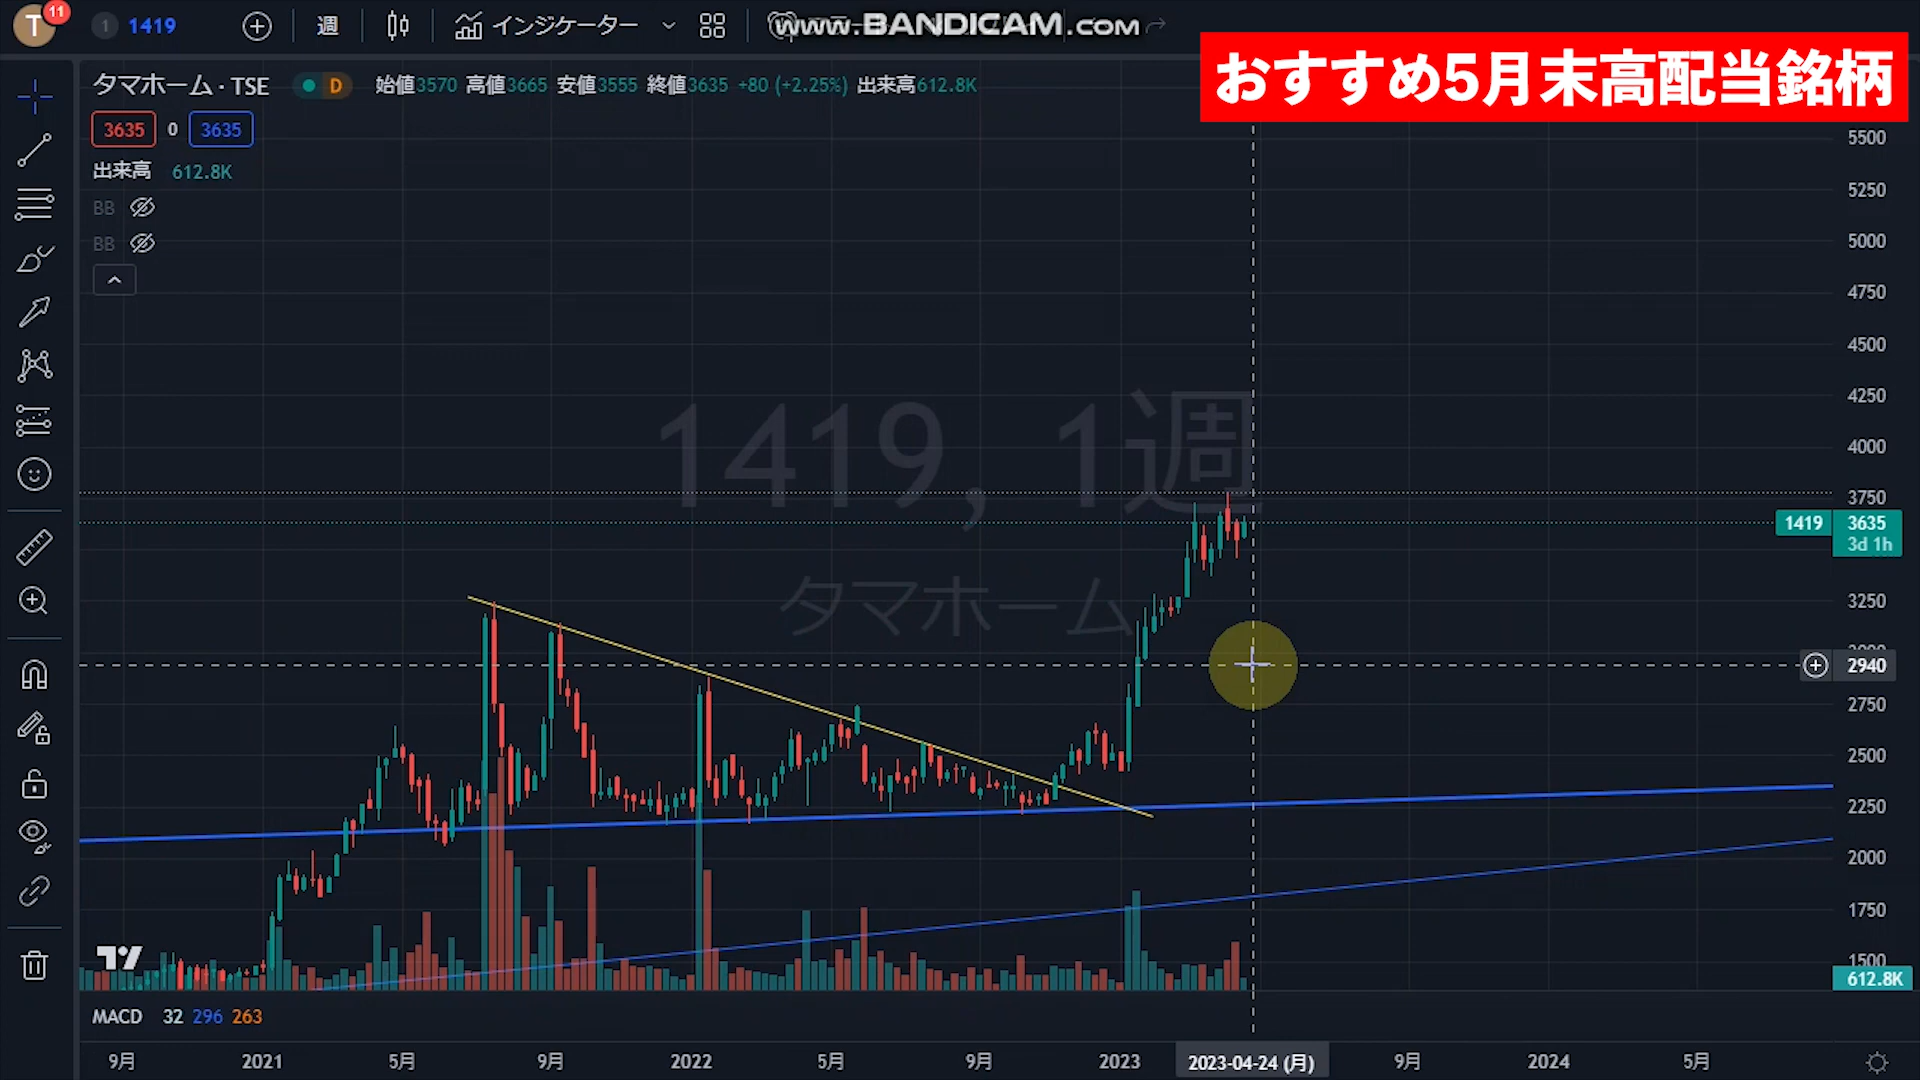 T
11
1
1419
週
インジケーター
www.BANDICAM.com
おすすめ5月末高配当銘柄
タマホーム · TSE
D
始値3570 高値3665 安値3555 終値3635 +80 (+2.25%) 出来高612.8K
3635 0 3635
出来高 612.8K
BB
BB
1419, 1週
タマホーム
5500
5250
5000
4750
4500
4250
4000
3750
1419 3635
3d 1h
3250
2940
2750
2500
2250
2000
1750
1500
612.8K
MACD 32 296 263
9月 2021 5月 9月 2022 5月 9月 2023 2023-04-24 (月) 9月 2024 5月